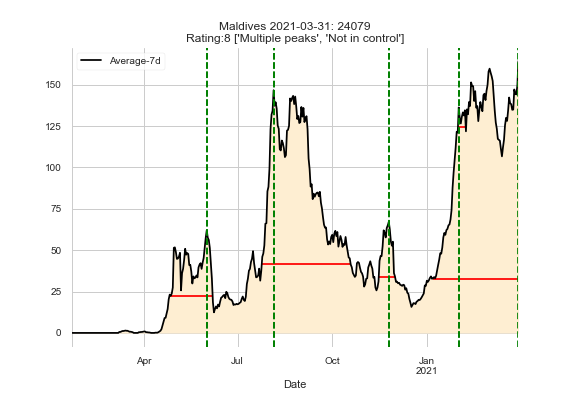 Maldives 2021-03-31: 24079
Rating:8 ['Multiple peaks', 'Not in control']
Average-7d
150
125
100
75
50
25
0
Apr
Jul
Oct
Jan
2021
Date